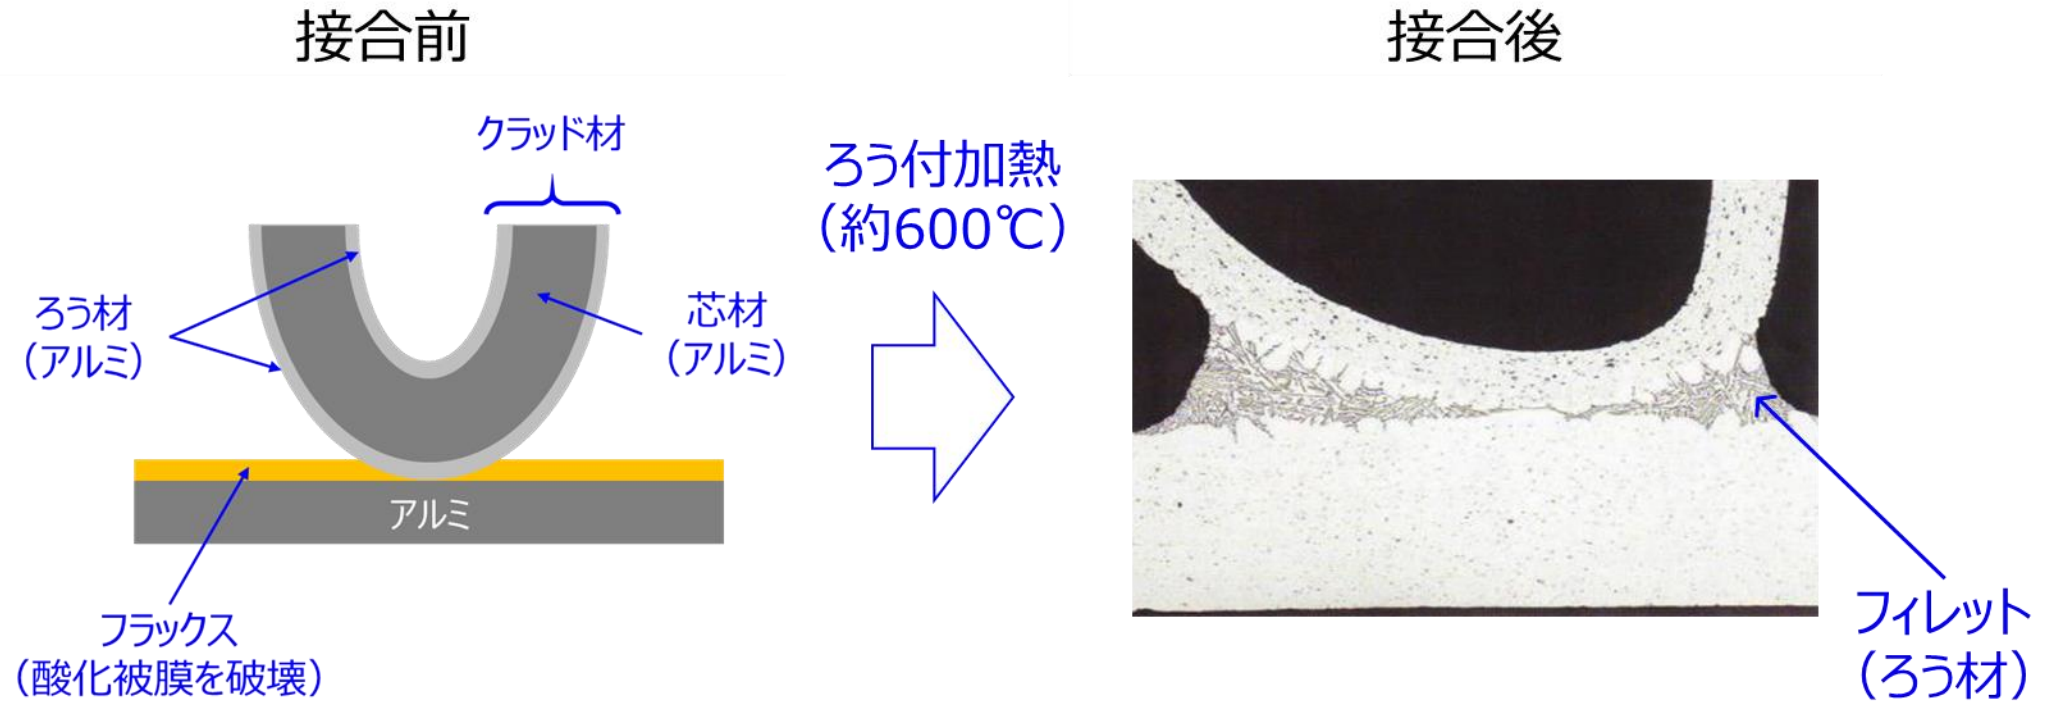 接合前
接合後
クラッド材
ろう付加熱
（約600℃）
ろう材
（アルミ）
芯材
（アルミ）
アルミ
フラックス
（酸化被膜を破壊）
フィレット
（ろう材）